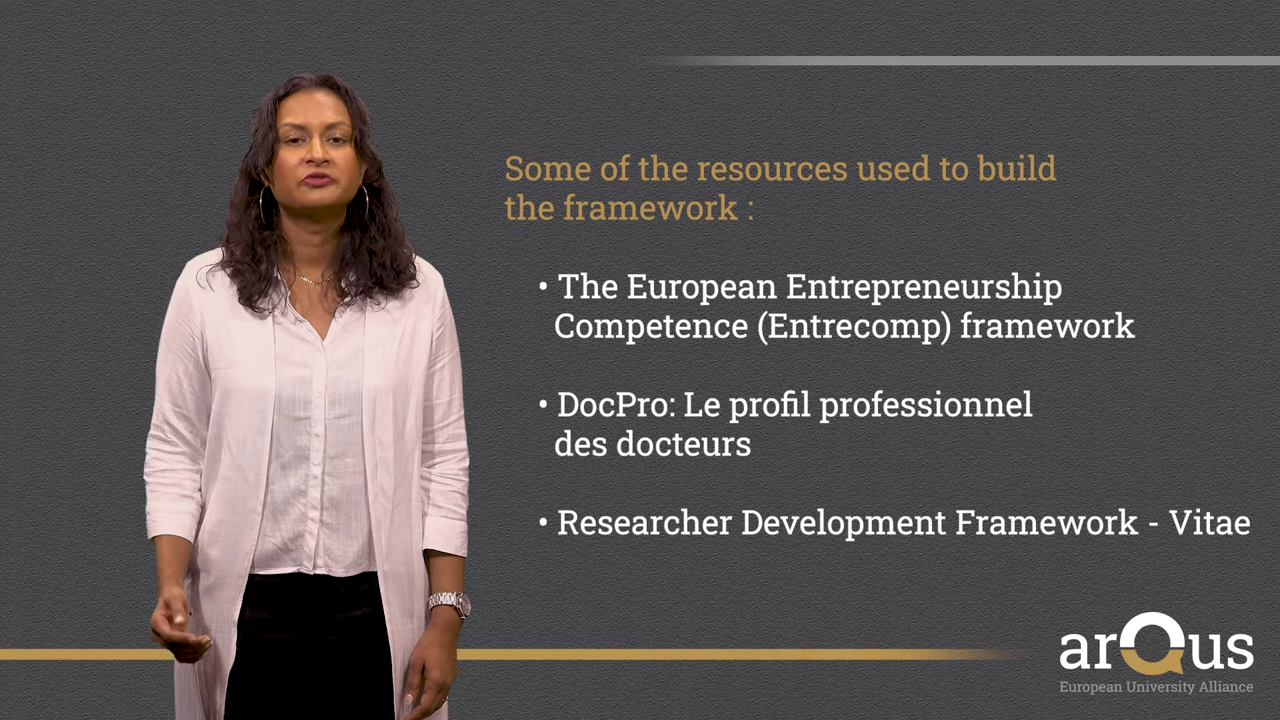 Some of the resources used to build
the framework :
• The European Entrepreneurship
Competence (Entrecomp) framework
• DocPro: Le profil professionnel
des docteurs
• Researcher Development Framework - Vitae
arQus
European University Alliance